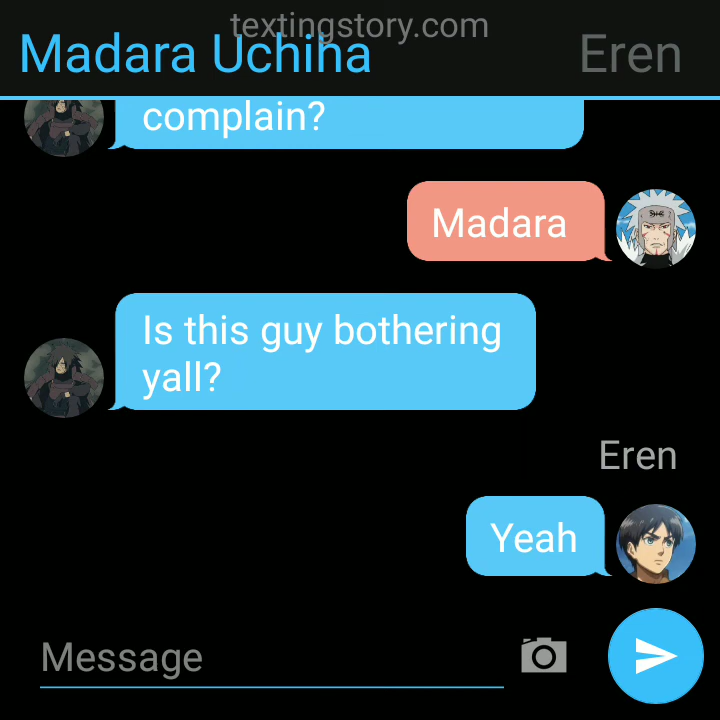 textingstory.com
Madara Uchiha
Eren
complain?
Madara
Is this guy bothering
yall?
Eren
Yeah
Message